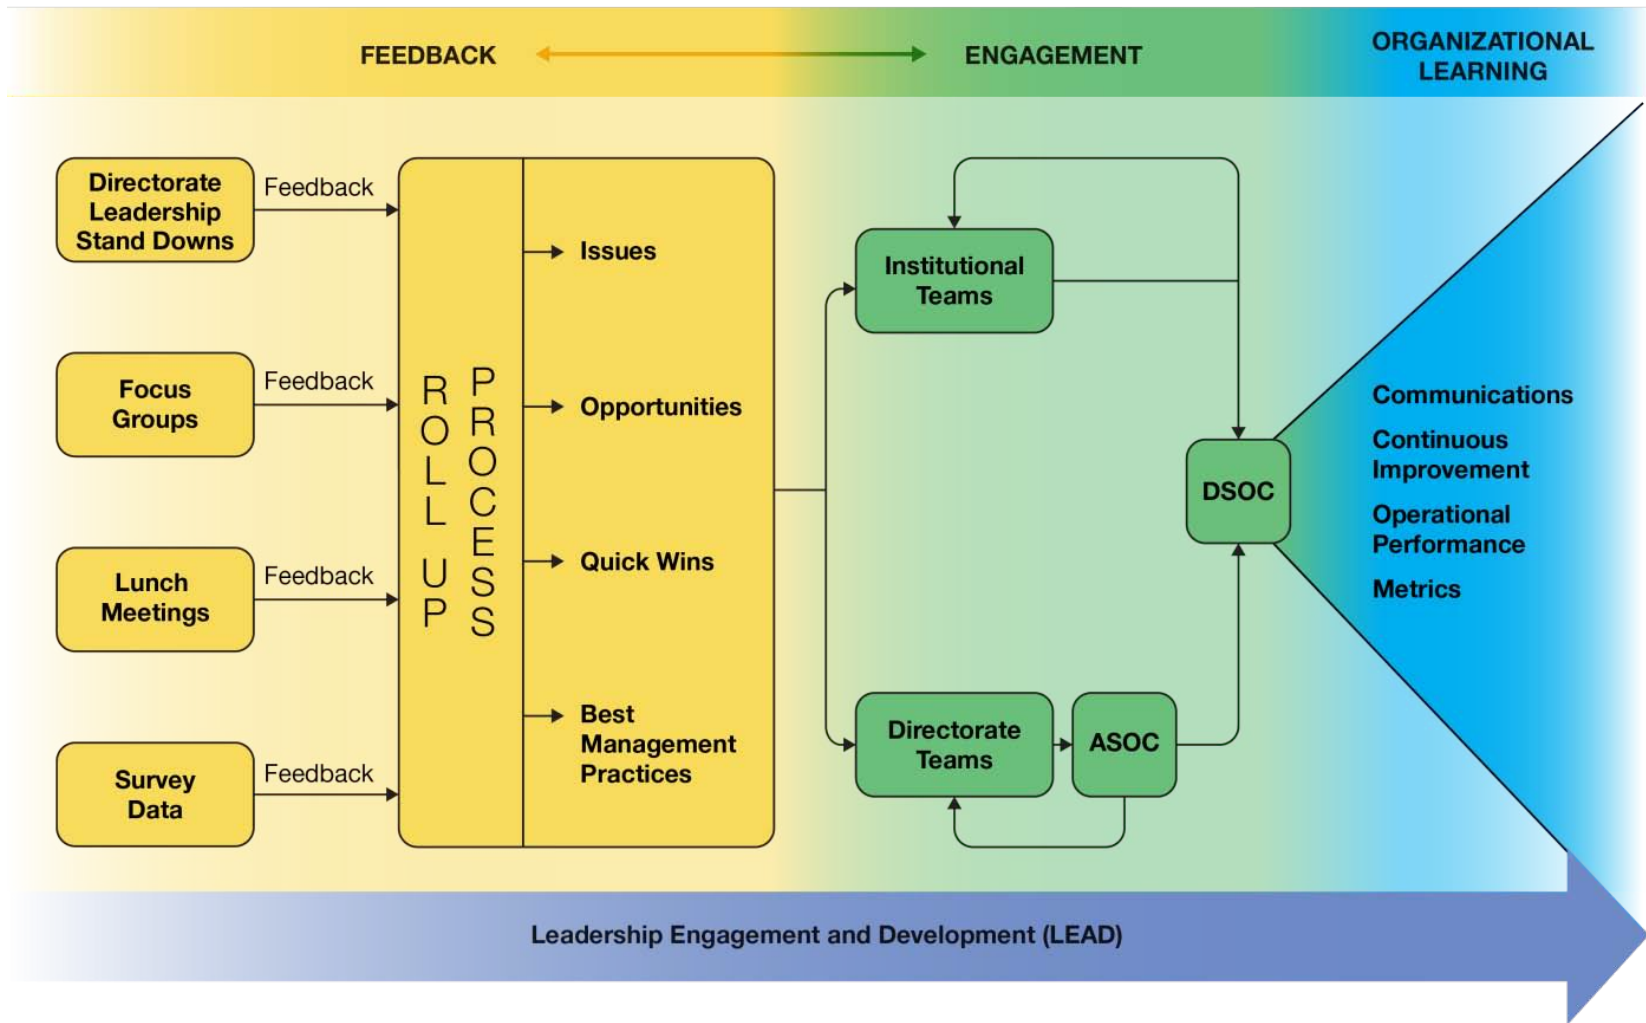 FEEDBACK
ENGAGEMENT
ORGANIZATIONAL
LEARNING
Directorate
Leadership
Stand Downs
Feedback
Focus
Groups
Feedback
Lunch
Meetings
Feedback
Survey
Data
Feedback
ROLL UP
PROCESS
Issues
Opportunities
Quick Wins
Best
Management
Practices
Institutional
Teams
Directorate
Teams
ASOC
DSOC
Communications
Continuous
Improvement
Operational
Performance
Metrics
Leadership Engagement and Development (LEAD)